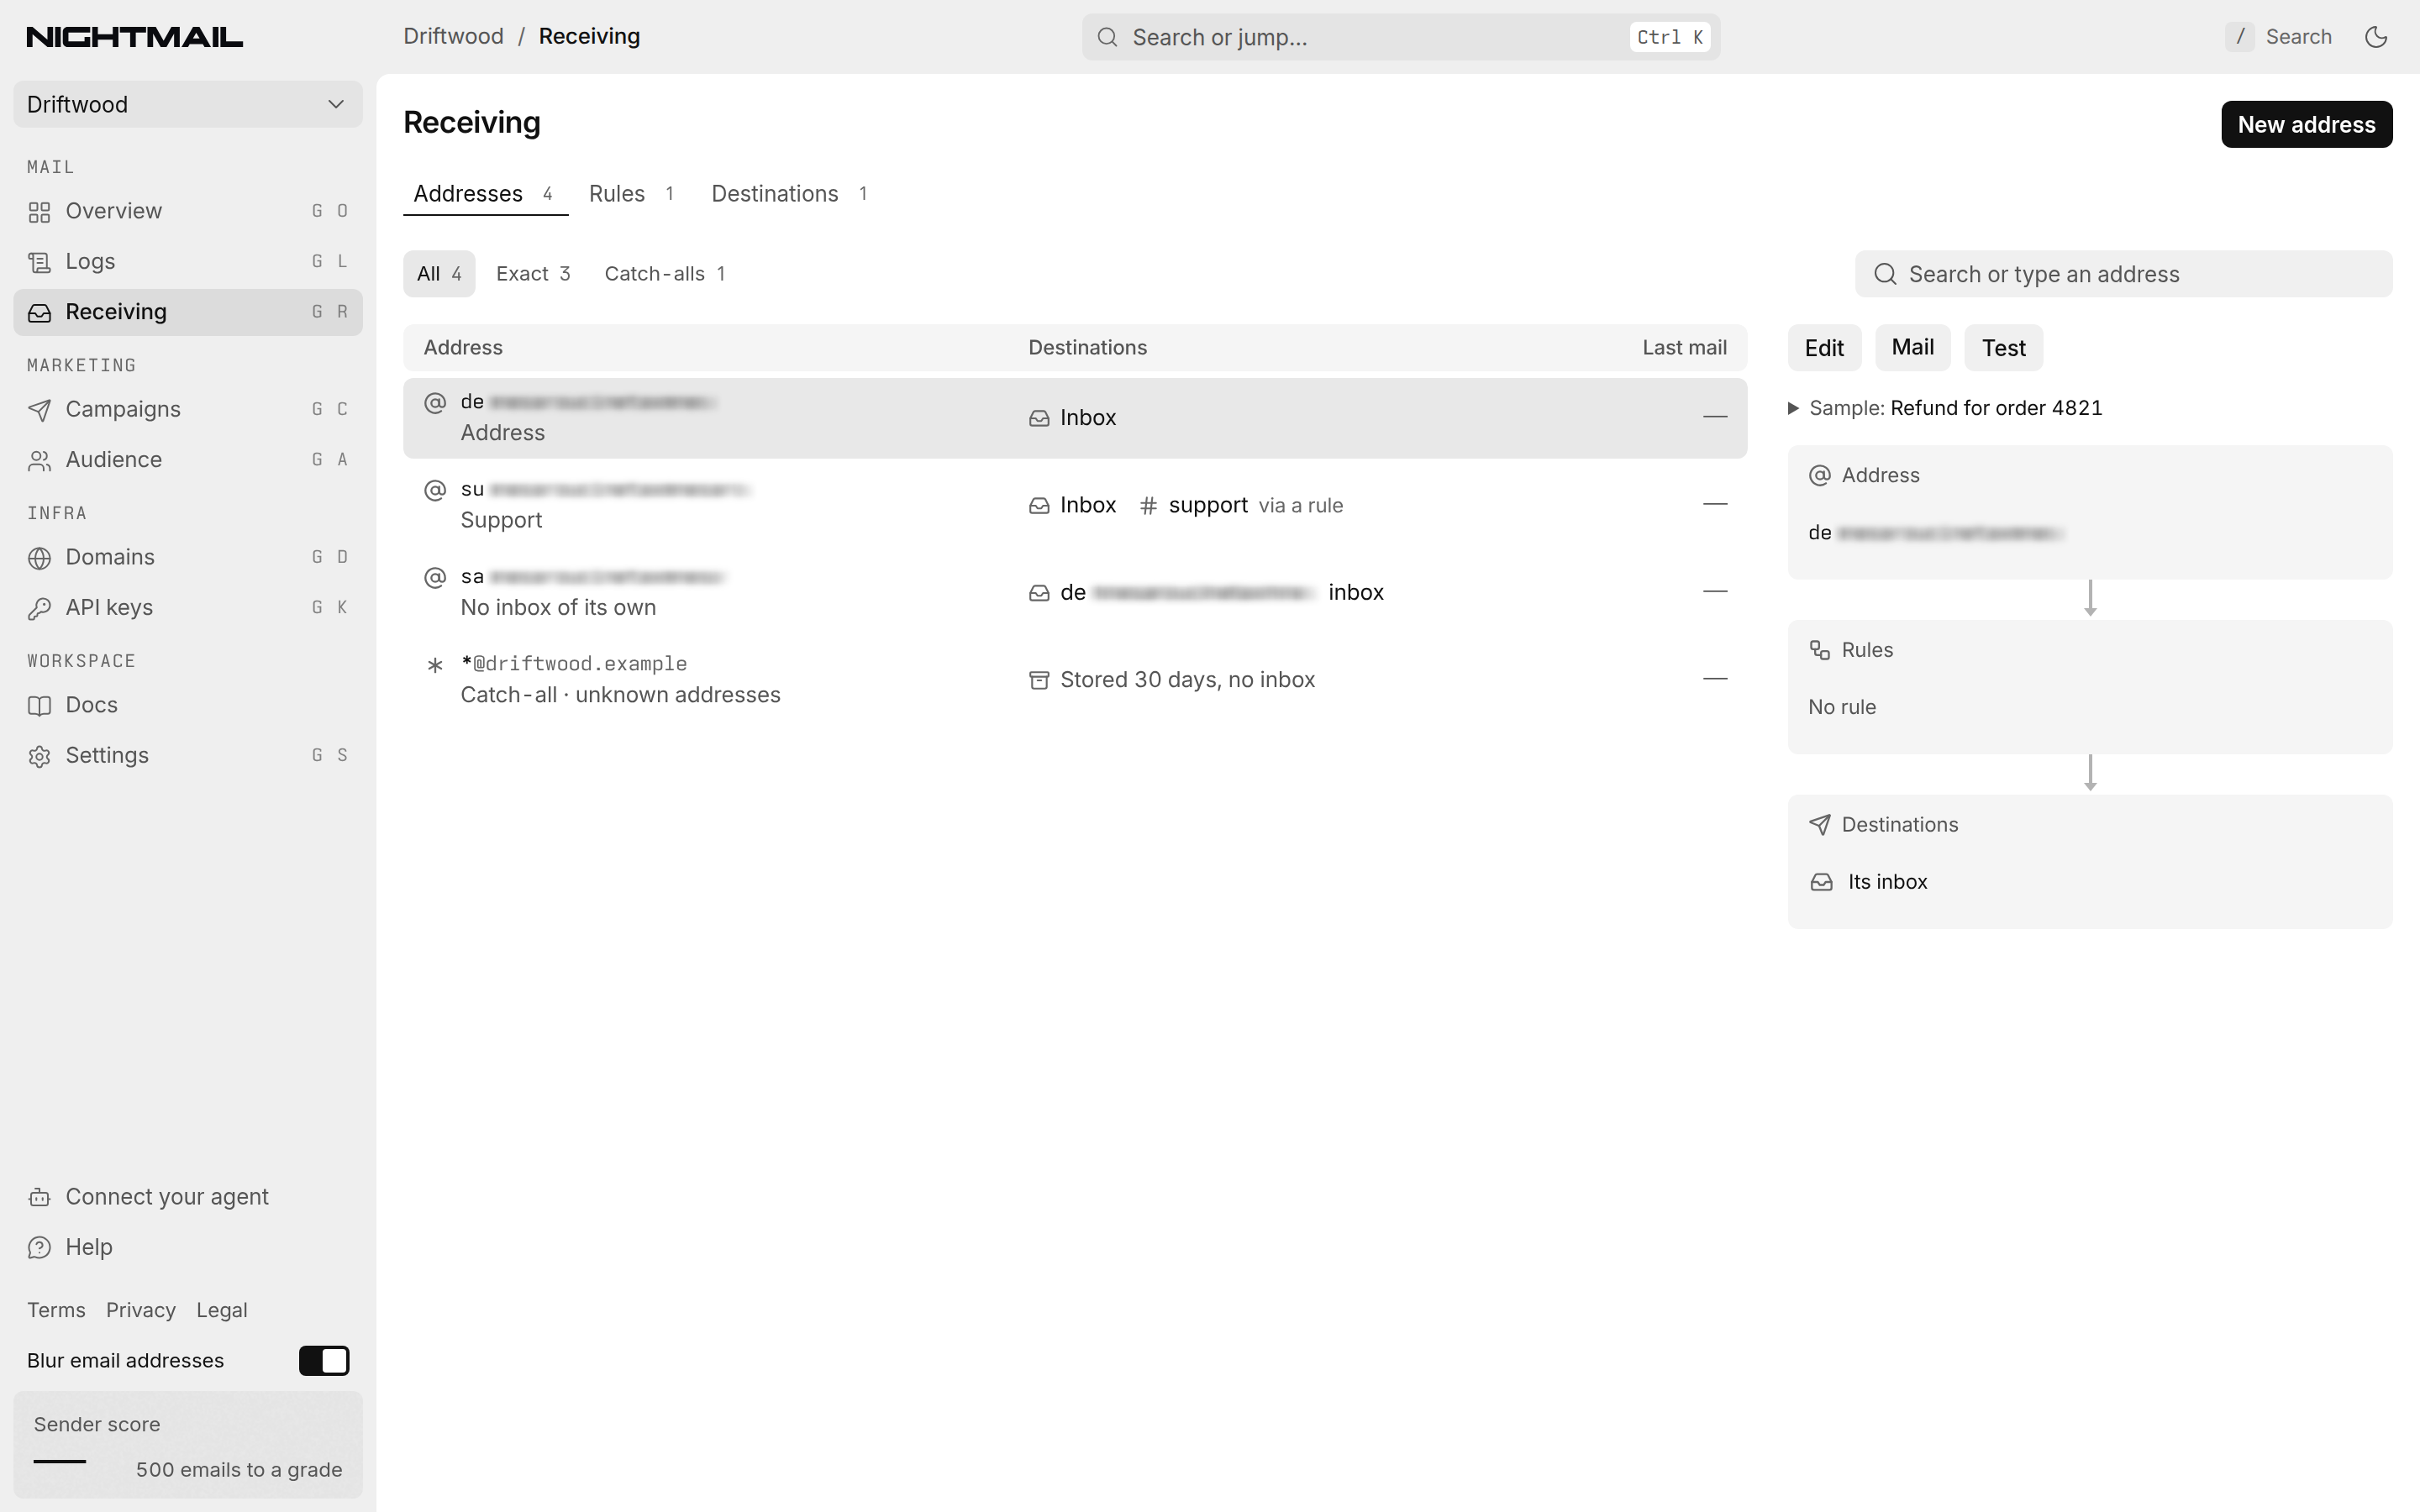 NIGHTMAIL
Driftwood / Receiving
Search or jump... Ctrl K
/ Search
Driftwood
MAIL
Overview G O
Logs G L
Receiving G R
MARKETING
Campaigns G C
Audience G A
INFRA
Domains G D
API keys G K
WORKSPACE
Docs
Settings G S
Connect your agent
Help
Terms Privacy Legal
Blur email addresses
Sender score
500 emails to a grade
Receiving
New address
Addresses 4 Rules 1 Destinations 1
All 4 Exact 3 Catch-alls 1
Search or type an address
Address Destinations Last mail
de
Address
Inbox —
su
Support
Inbox # support via a rule —
sa
No inbox of its own
de inbox —
*@driftwood.example
Catch-all · unknown addresses
Stored 30 days, no inbox —
Edit Mail Test
Sample: Refund for order 4821
Address
de
Rules
No rule
Destinations
Its inbox